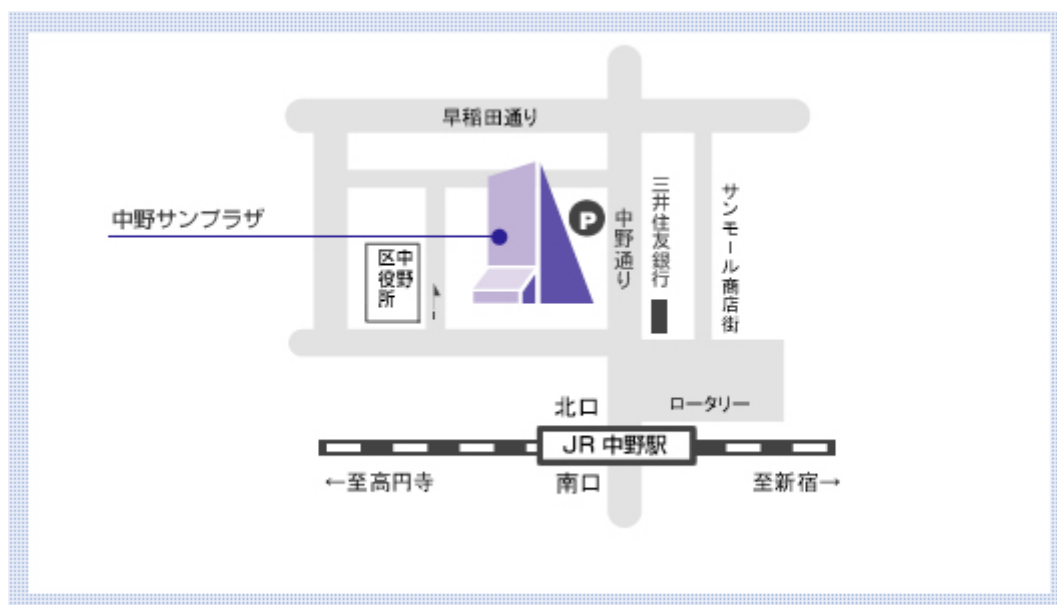 早稲田通り
中野サンプラザ
中野
区役所
P
中野通り
三井住友銀行
サンモール商店街
北口
ロータリー
JR 中野駅
←至高円寺
南口
至新宿→